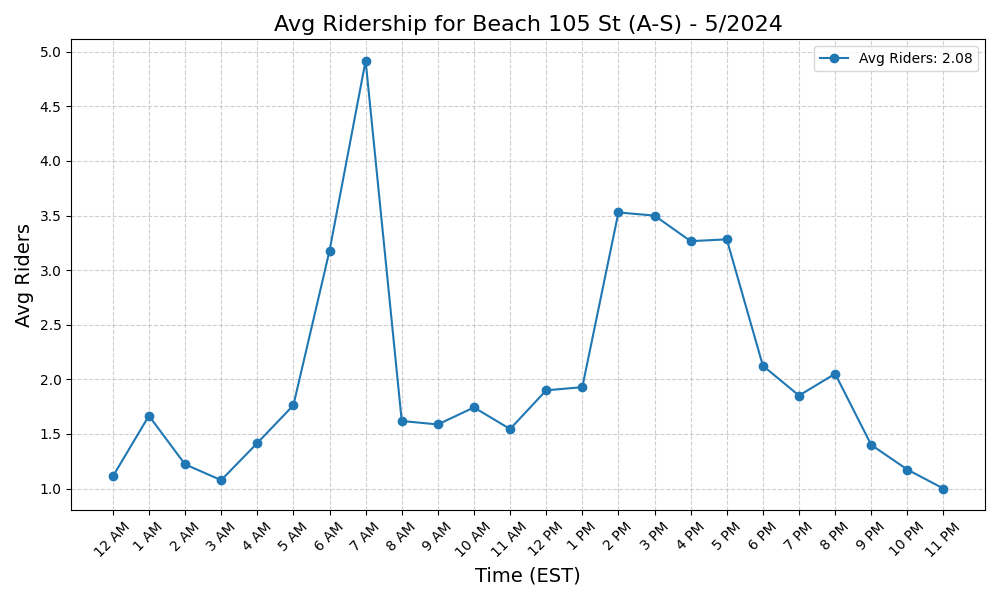 Avg Ridership for Beach 105 St (A-S) - 5/2024
Avg Riders: 2.08
Avg Riders
5.0
4.5
4.0
3.5
3.0
2.5
2.0
1.5
1.0
12 AM
1 AM
2 AM
3 AM
4 AM
5 AM
6 AM
7 AM
8 AM
9 AM
10 AM
11 AM
12 PM
1 PM
2 PM
3 PM
4 PM
5 PM
6 PM
7 PM
8 PM
9 PM
10 PM
11 PM
Time (EST)